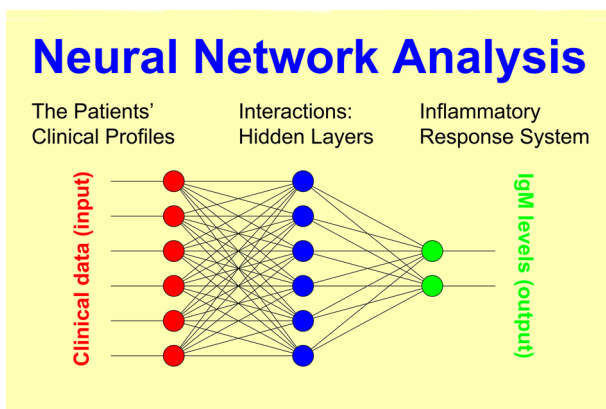 Neural Network Analysis
The Patients'
Clinical Profiles
Interactions:
Hidden Layers
Inflammatory
Response System
Clinical data (input)
IgM levels (output)